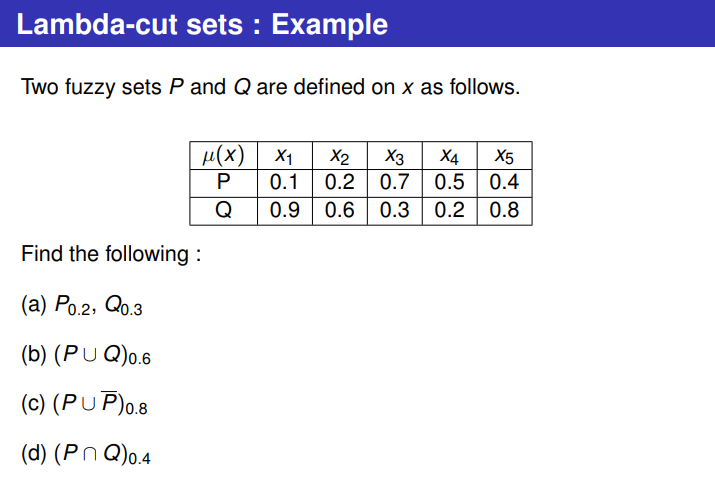 Lambda-cut sets : Example
Two fuzzy sets P and Q are defined on x as follows.
μ(x) x₁ x₂ x₃ x₄ x₅
P 0.1 0.2 0.7 0.5 0.4
Q 0.9 0.6 0.3 0.2 0.8
Find the following :
(a) P₀.₂, Q₀.₃
(b) (P ∪ Q)₀.₆
(c) (P ∪ P̅)₀.₈
(d) (P ∩ Q)₀.₄